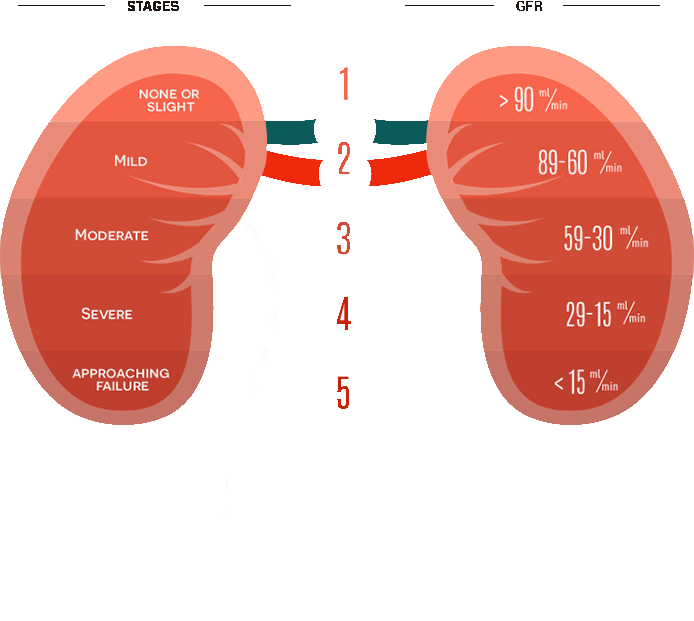 STAGES
GFR
NONE OR
SLIGHT
1
> 90 ml/min
MILD
2
89-60 ml/min
MODERATE
3
59-30 ml/min
SEVERE
4
29-15 ml/min
APPROACHING
FAILURE
5
< 15 ml/min